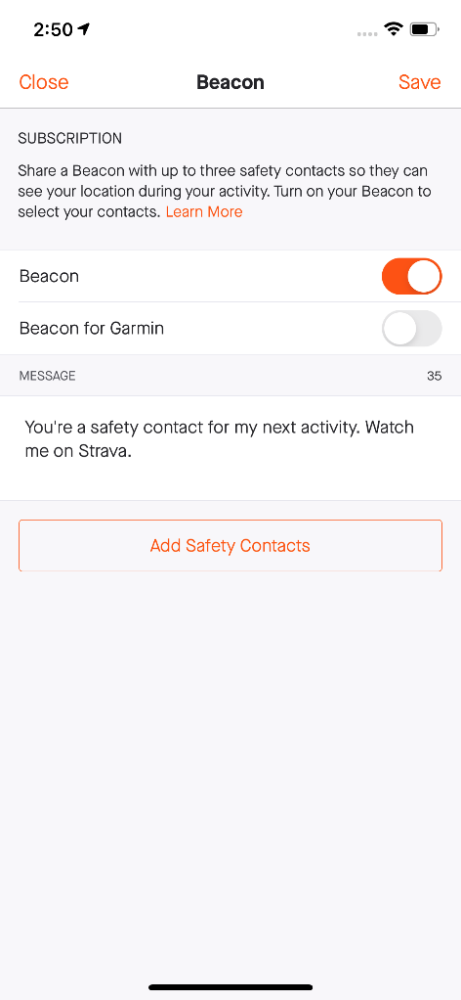 2:50
Close Beacon Save
SUBSCRIPTION
Share a Beacon with up to three safety contacts so they can
see your location during your activity. Turn on your Beacon to
select your contacts. Learn More
Beacon
Beacon for Garmin
MESSAGE 35
You're a safety contact for my next activity. Watch
me on Strava.
Add Safety Contacts